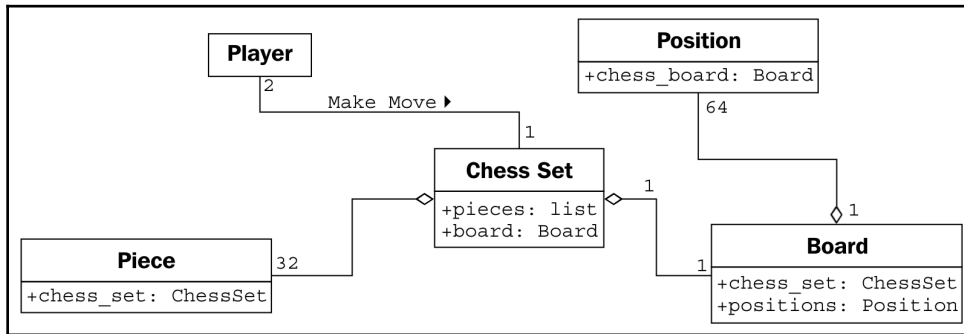 Player
2
Make Move
1
Position
+chess_board: Board
64
Chess Set
+pieces: list
+board: Board
1
1
1
Piece
+chess_set: ChessSet
32
Board
+chess_set: ChessSet
+positions: Position